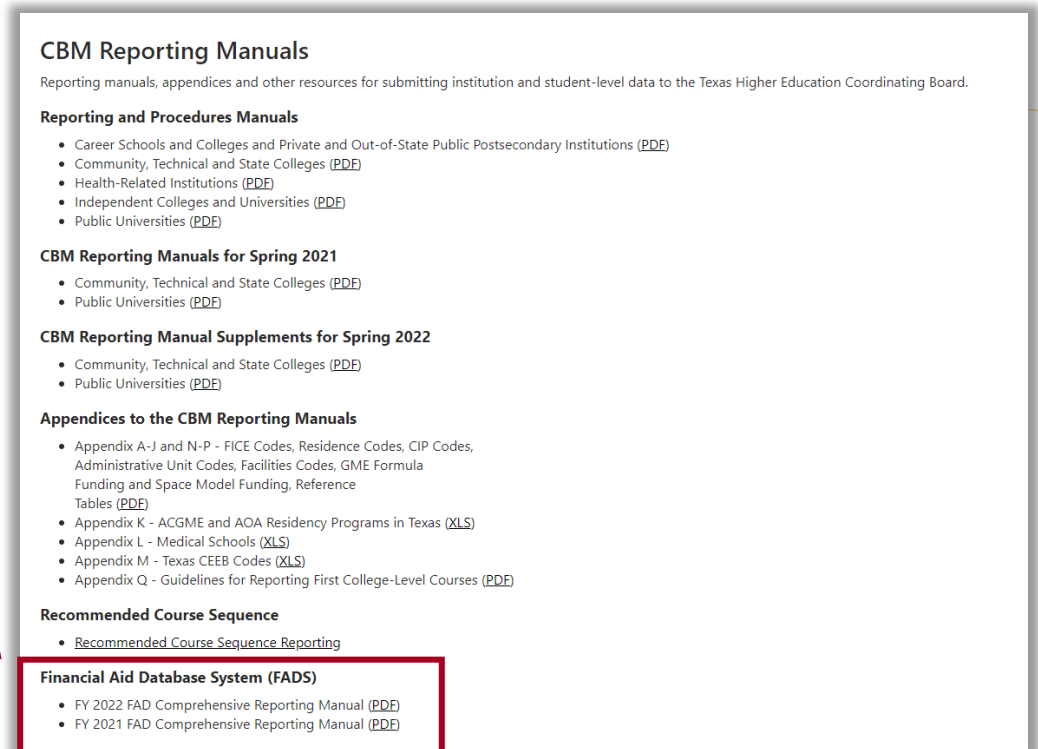 CBM Reporting Manuals
Reporting manuals, appendices and other resources for submitting institution and student-level data to the Texas Higher Education Coordinating Board.
Reporting and Procedures Manuals
• Career Schools and Colleges and Private and Out-of-State Public Postsecondary Institutions (PDF)
• Community, Technical and State Colleges (PDF)
• Health-Related Institutions (PDF)
• Independent Colleges and Universities (PDF)
• Public Universities (PDF)
CBM Reporting Manuals for Spring 2021
• Community, Technical and State Colleges (PDF)
• Public Universities (PDF)
CBM Reporting Manual Supplements for Spring 2022
• Community, Technical and State Colleges (PDF)
• Public Universities (PDF)
Appendices to the CBM Reporting Manuals
• Appendix A-J and N-P - FICE Codes, Residence Codes, CIP Codes,
Administrative Unit Codes, Facilities Codes, GME Formula
Funding and Space Model Funding, Reference
Tables (PDF)
• Appendix K - ACGME and AOA Residency Programs in Texas (XLS)
• Appendix L - Medical Schools (XLS)
• Appendix M - Texas CEEB Codes (XLS)
• Appendix Q - Guidelines for Reporting First College-Level Courses (PDF)
Recommended Course Sequence
• Recommended Course Sequence Reporting
Financial Aid Database System (FADS)
• FY 2022 FAD Comprehensive Reporting Manual (PDF)
• FY 2021 FAD Comprehensive Reporting Manual (PDF)